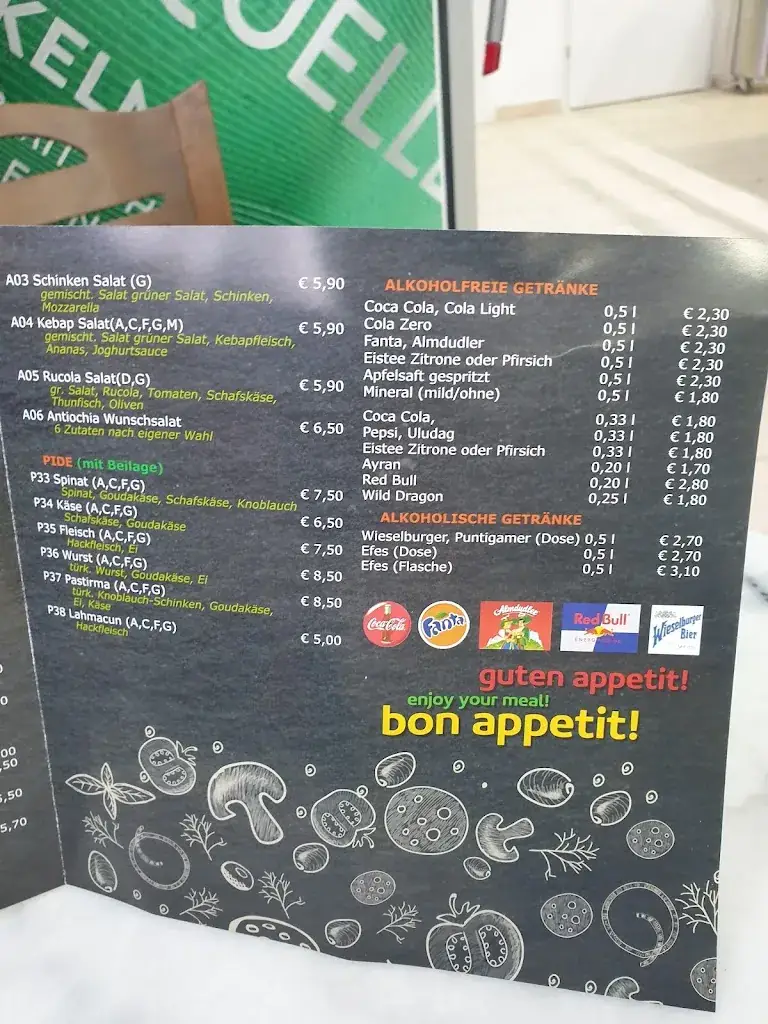 KELN
UELLE
A03 Schinken Salat (G) € 5,90
gemischt. Salat grüner Salat, Schinken,
Mozzarella
A04 Kebap Salat(A,C,F,G,M) € 5,90
gemischt. Salat grüner Salat, Kebapfleisch,
Ananas, Joghurtsauce
A05 Rucola Salat(D,G) € 5,90
gr. Salat, Rucola, Tomaten, Schafskäse,
Thunfisch, Oliven
A06 Antiochia Wunschsalat € 6,50
6 Zutaten nach eigener Wahl
PIDE (mit Beilage)
P33 Spinat (A,C,F,G) € 7,50
Spinat, Goudakäse, Schafskäse, Knoblauch
P34 Käse (A,C,F,G) € 6,50
Schafskäse, Goudakäse
P35 Fleisch (A,C,F,G) € 7,50
Hackfleisch, Ei
P36 Wurst (A,C,F,G) € 8,50
türk. Wurst, Goudakäse, Ei
P37 Pastirma (A,C,F,G) € 8,50
türk. Knoblauch-Schinken, Goudakäse,
Ei, Käse
P38 Lahmacun (A,C,F,G) € 5,00
Hackfleisch
ALKOHOLFREIE GETRÄNKE
Coca Cola, Cola Light 0,5 l € 2,30
Cola Zero 0,5 l € 2,30
Fanta, Almdudler 0,5 l € 2,30
Eistee Zitrone oder Pfirsich 0,5 l € 2,30
Apfelsaft gespritzt 0,5 l € 2,30
Mineral (mild/ohne) 0,5 l € 1,80
Coca Cola, 0,33 l € 1,80
Pepsi, Uludag 0,33 l € 1,80
Eistee Zitrone oder Pfirsich 0,33 l € 1,80
Ayran 0,20 l € 1,70
Red Bull 0,20 l € 2,80
Wild Dragon 0,25 l € 1,80
ALKOHOLISCHE GETRÄNKE
Wieselburger, Puntigamer (Dose) 0,5 l € 2,70
Efes (Dose) 0,5 l € 2,70
Efes (Flasche) 0,5 l € 3,10
Coca-Cola
Fanta
Almdudler
Red Bull
Wieselburger
Bier
guten appetit!
enjoy your meal!
bon appetit!
,50
5,50
5,70